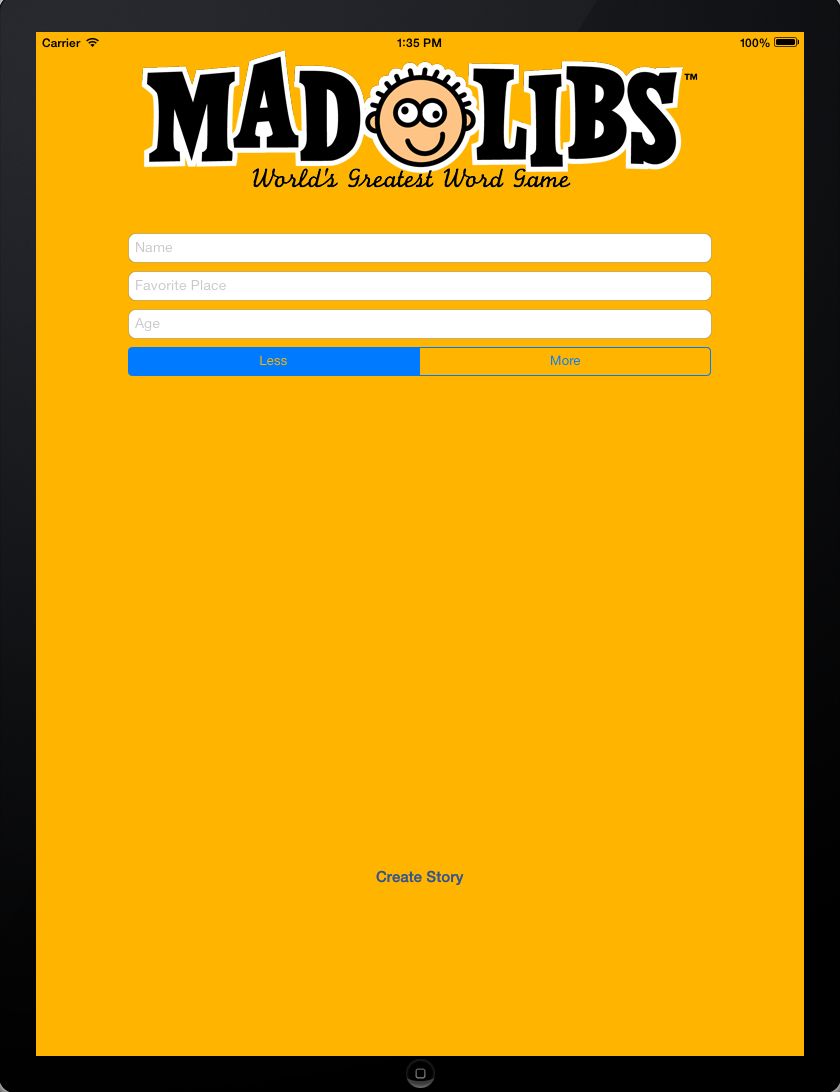 Carrier 1:35 PM 100%
MAD LIBS™
World's Greatest Word Game
Name
Favorite Place
Age
Less More
Create Story